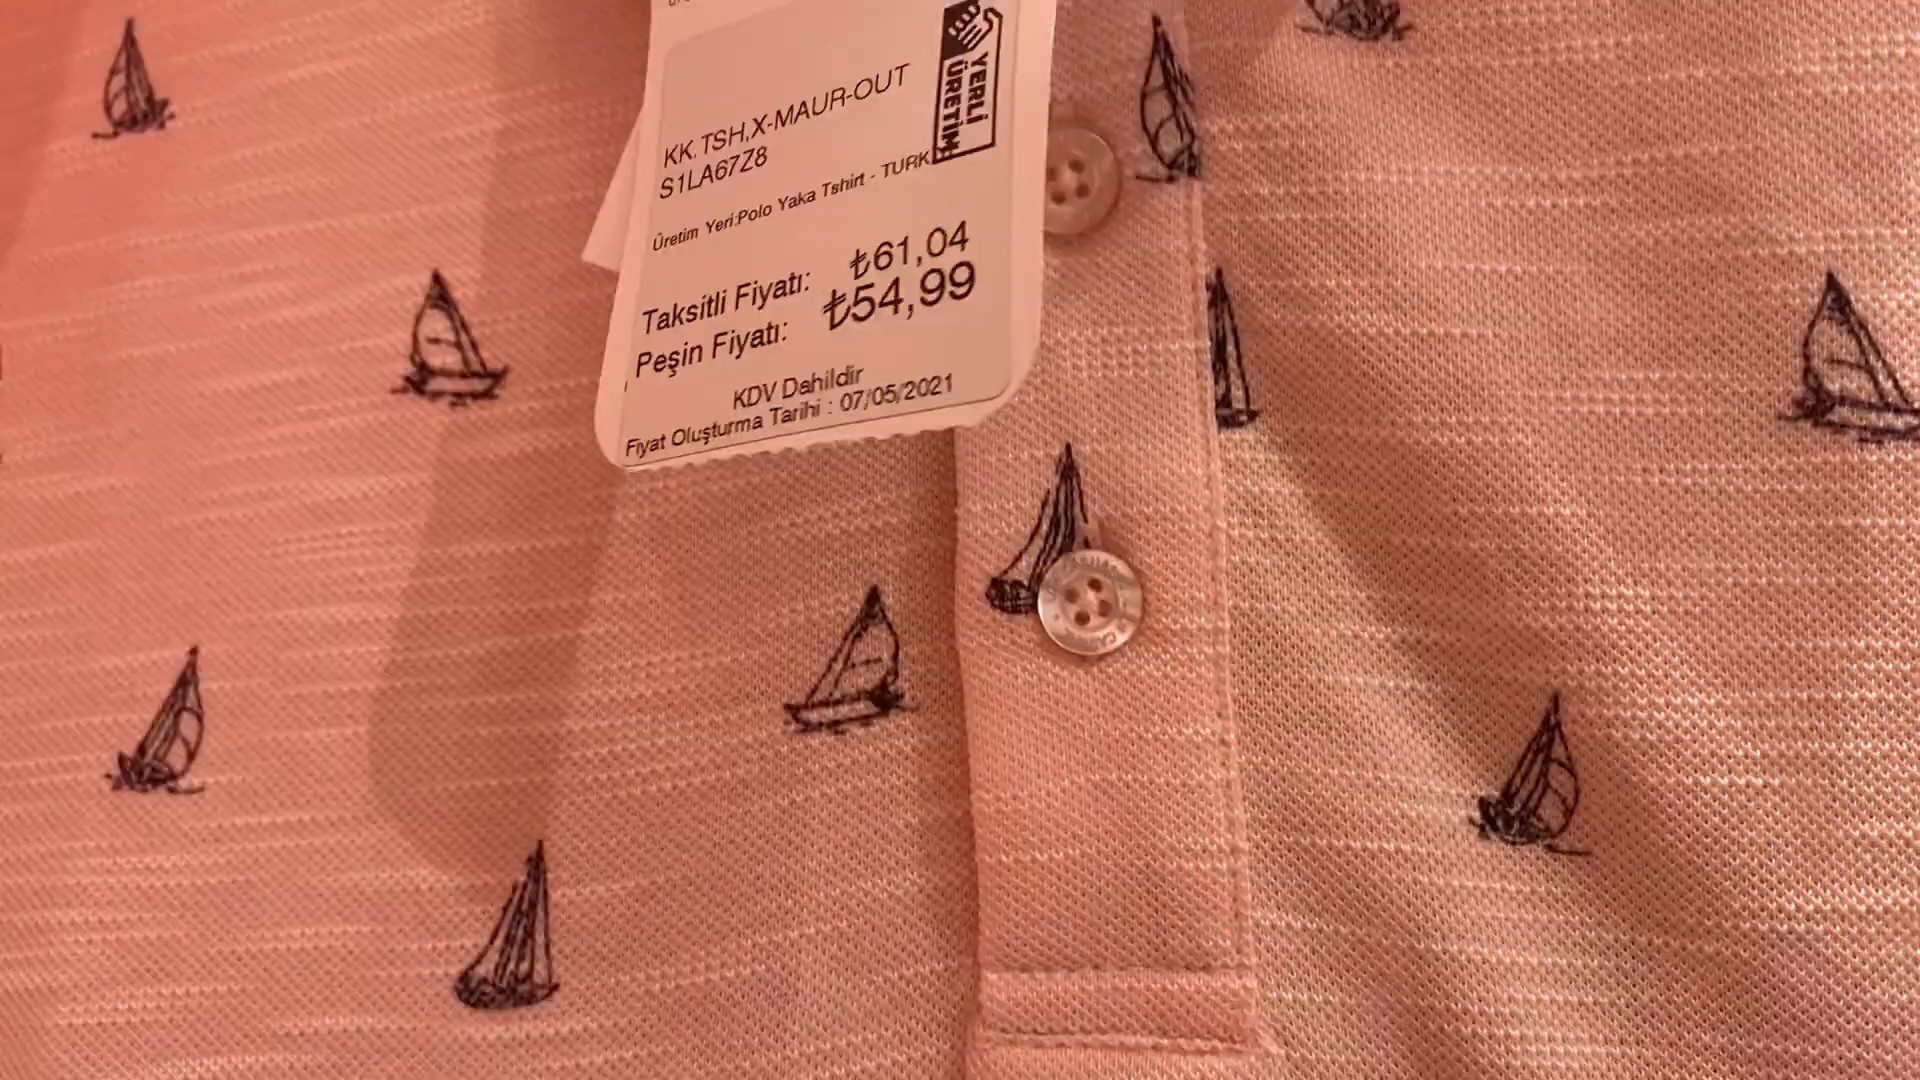 YERLİ
ÜRETİM
KK.TSH.X-MAUR-OUT
S1LA67Z8
Üretim Yeri:Polo Yaka Tshirt - TURK
Taksitli Fiyatı: ₺61,04
Peşin Fiyatı: ₺54,99
KDV Dahildir
Fiyat Oluşturma Tarihi : 07/05/2021